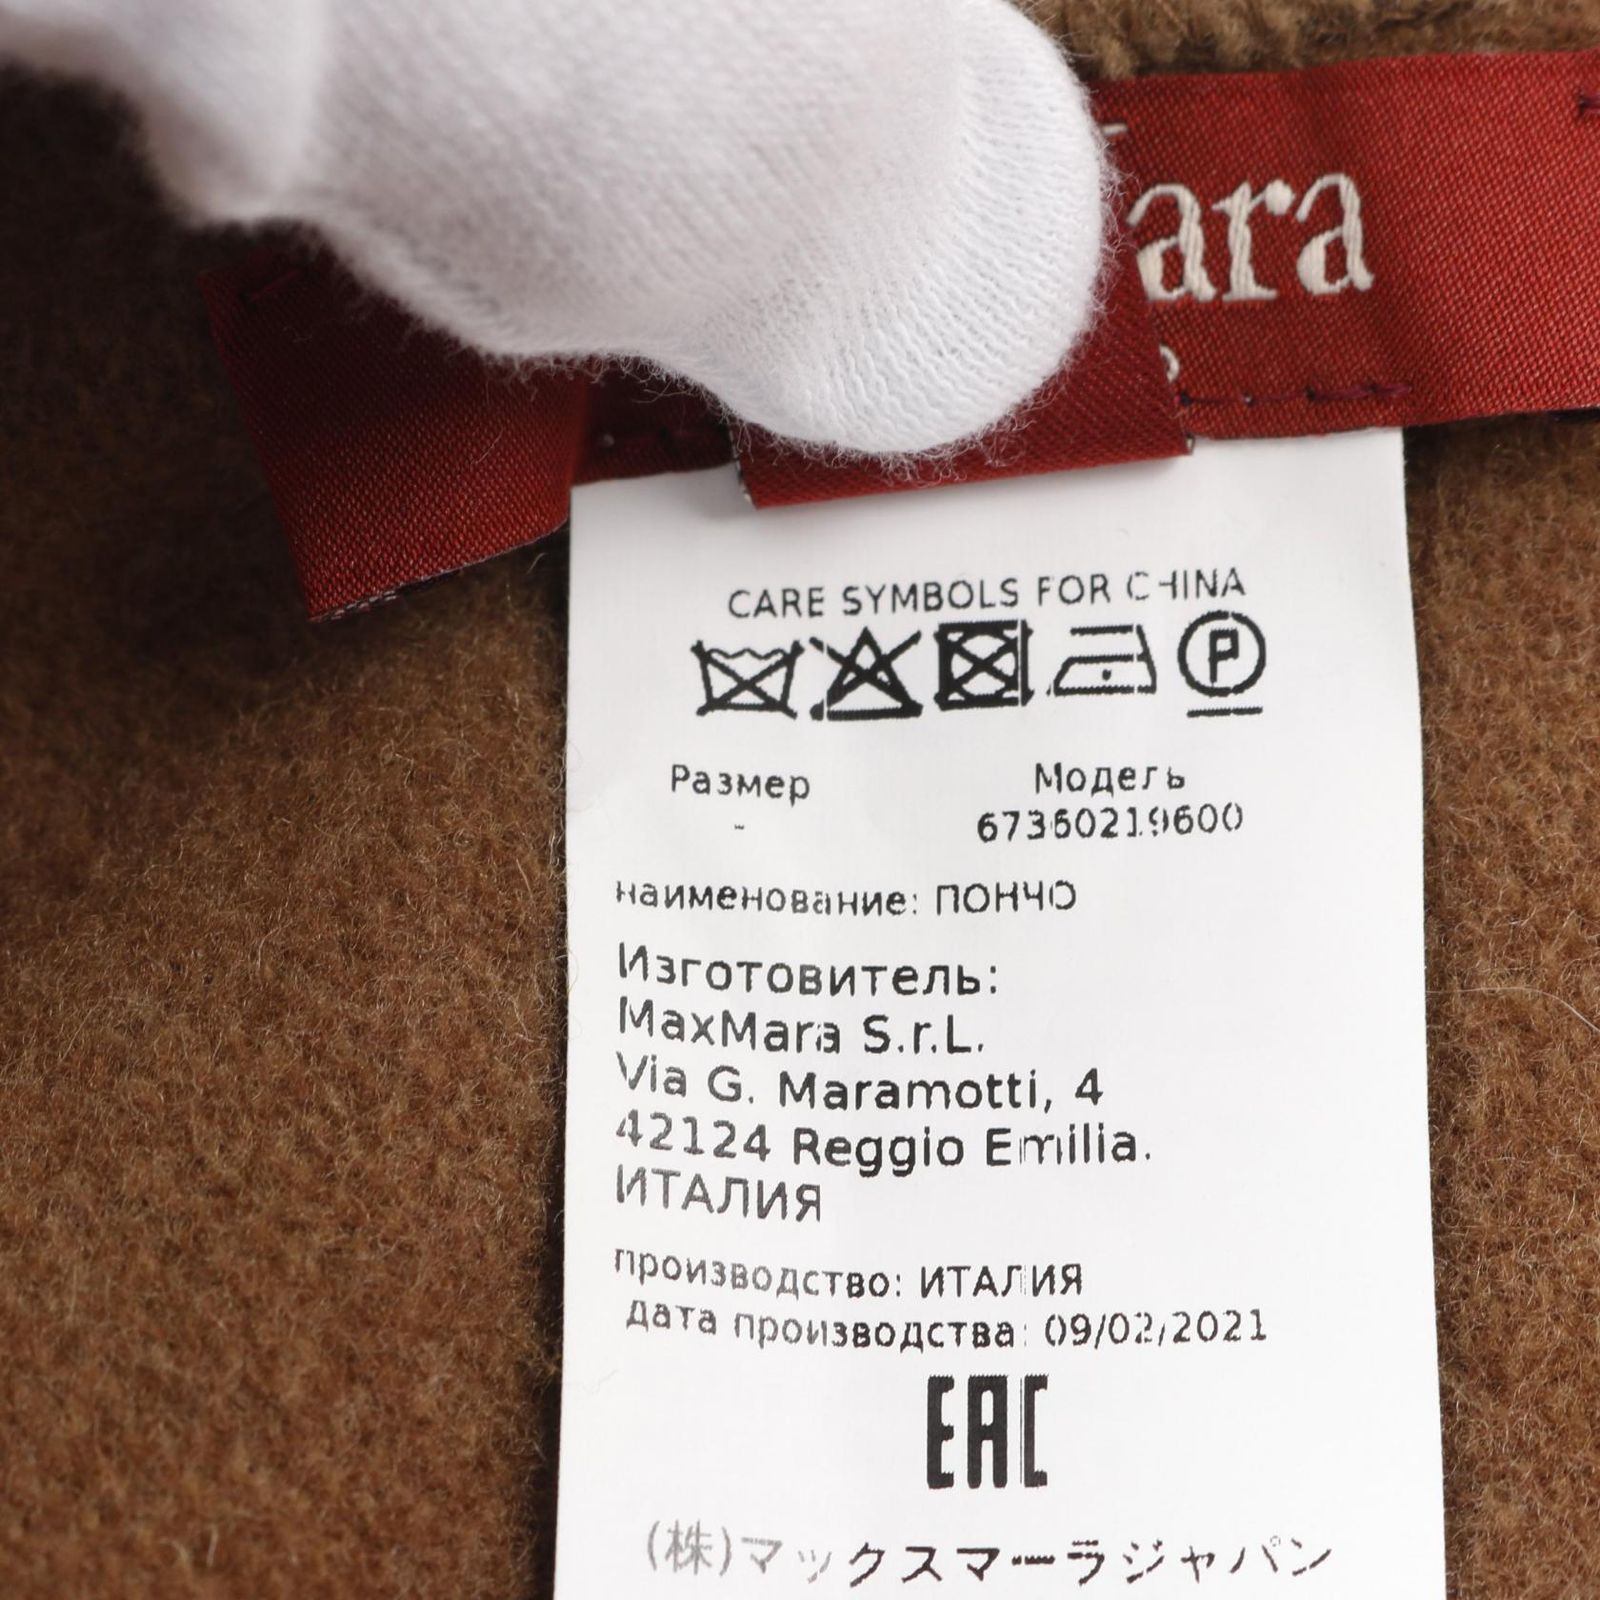 ara
CARE SYMBOLS FOR CHINA
P
Размер
Модель
-
67360219600
наименование: ПОНЧО
Изготовитель:
MaxMara S.r.L.
Via G. Maramotti, 4
42124 Reggio Emilia.
ИТАЛИЯ
производство: ИТАЛИЯ
дата производства: 09/02/2021
EAC
(株)マックスマーラジャパン